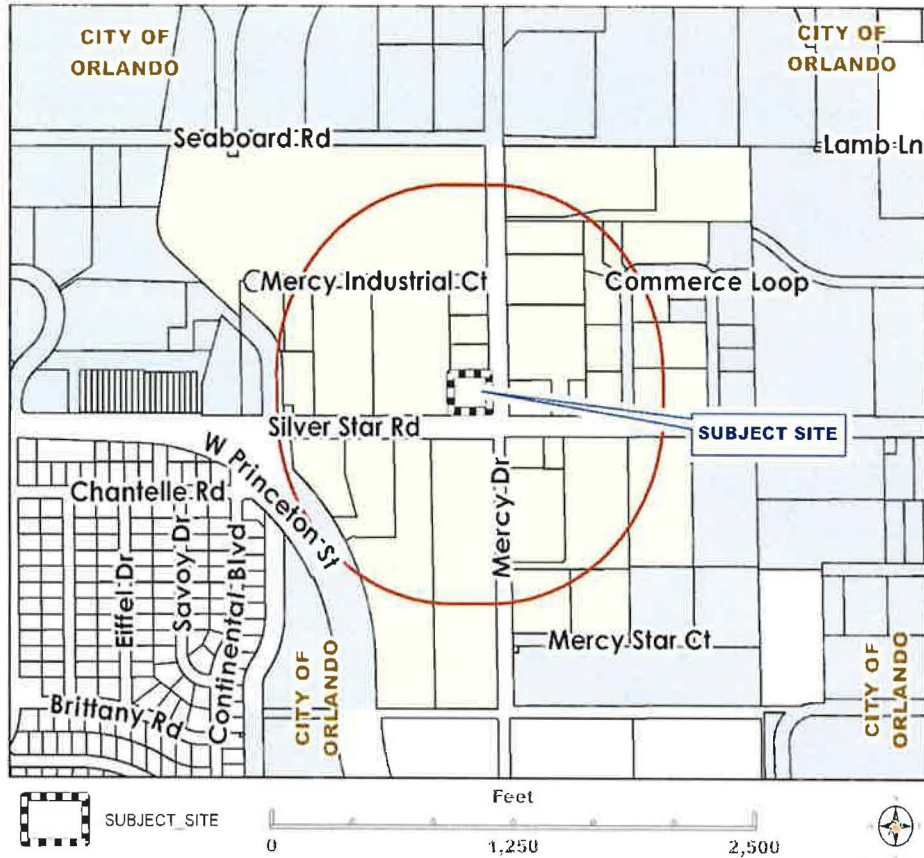 CITY OF
ORLANDO
CITY OF
ORLANDO
Seaboard Rd
Lamb Ln
Mercy Industrial Ct
Commerce Loop
Silver Star Rd
SUBJECT SITE
W Princeton St
Chantelle Rd
Mercy Dr
Eiffel Dr
Savoy Dr
Continental Blvd
Mercy Star Ct
Brittany Rd
CITY OF
ORLANDO
CITY OF
ORLANDO
SUBJECT_SITE
Feet
0
1,250
2,500